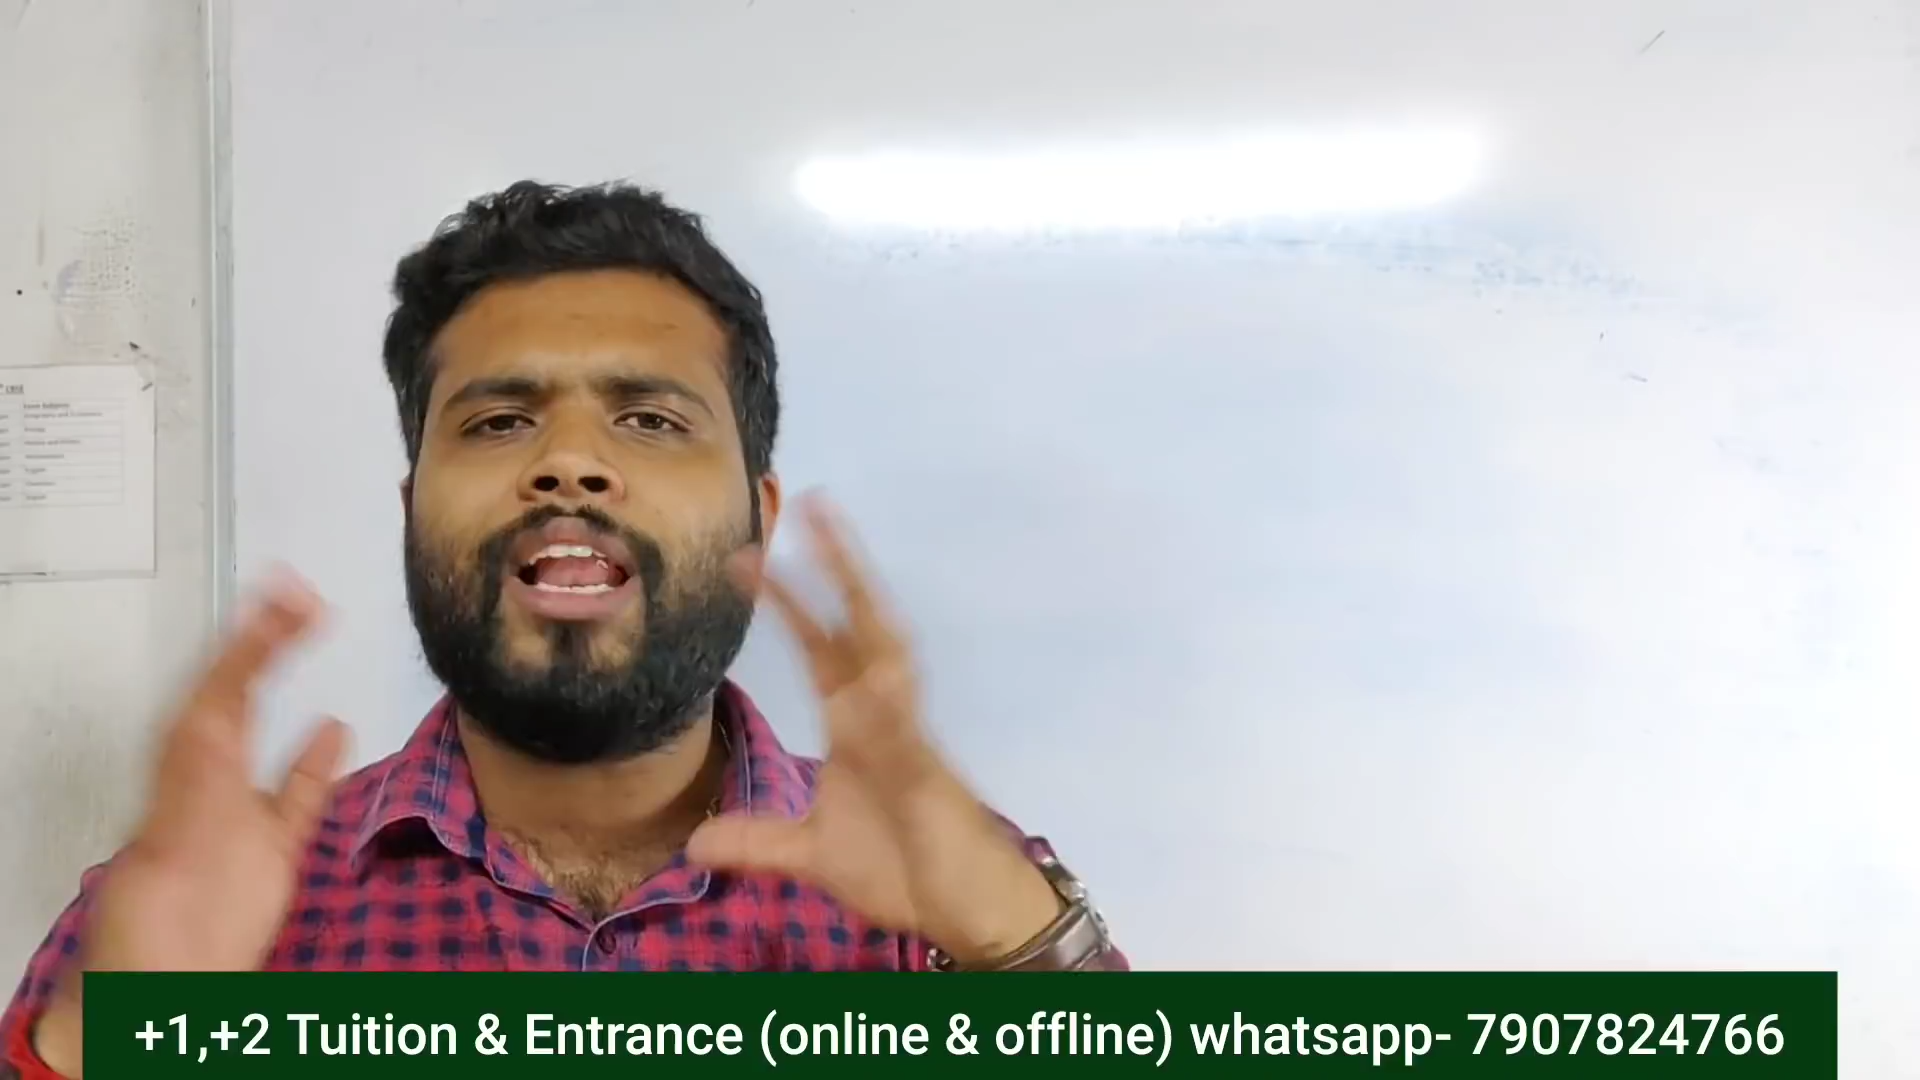 +1,+2 Tuition & Entrance (online & offline) whatsapp- 7907824766